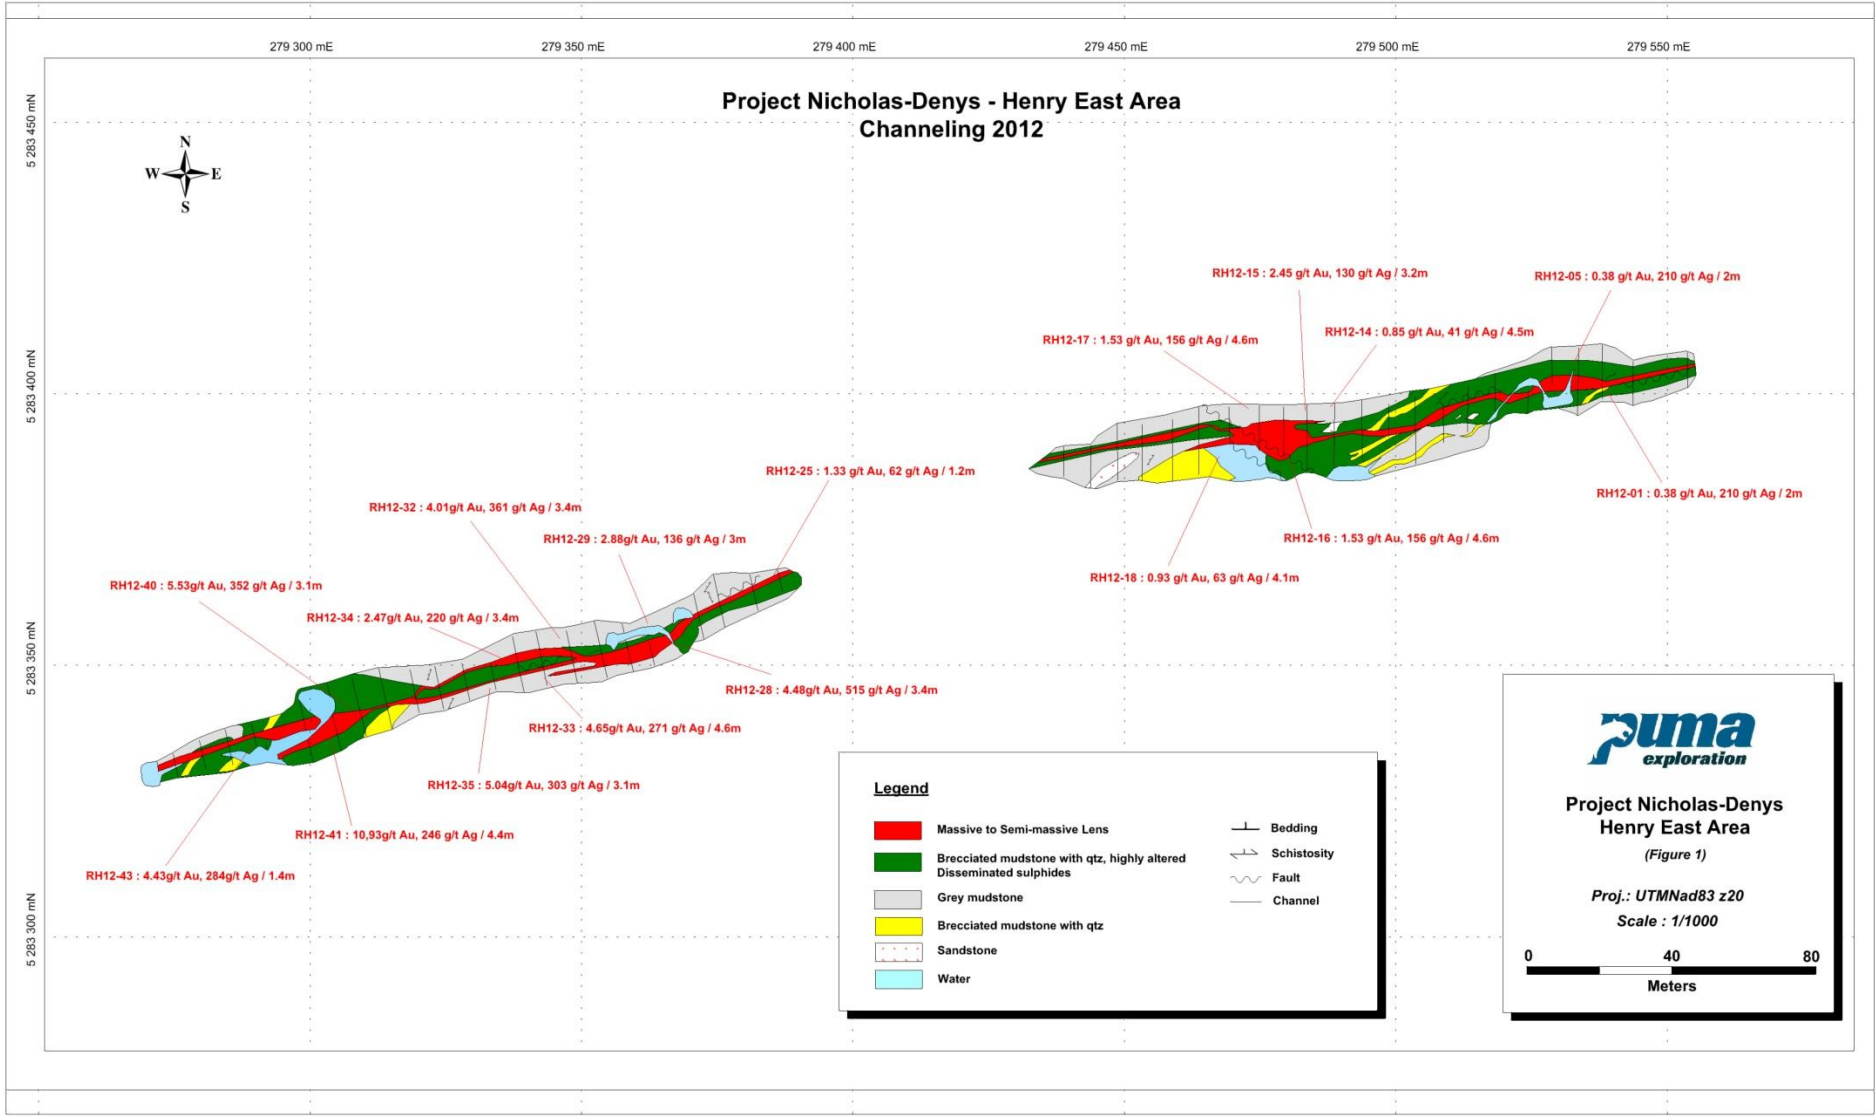 279 300 mE
279 350 mE
279 400 mE
279 450 mE
279 500 mE
279 550 mE
5 283 450 mN
5 283 400 mN
5 283 350 mN
5 283 300 mN
Project Nicholas-Denys - Henry East Area
Channeling 2012
N
W
E
S
RH12-15 : 2.45 g/t Au, 130 g/t Ag / 3.2m
RH12-05 : 0.38 g/t Au, 210 g/t Ag / 2m
RH12-17 : 1.53 g/t Au, 156 g/t Ag / 4.6m
RH12-14 : 0.85 g/t Au, 41 g/t Ag / 4.5m
RH12-25 : 1.33 g/t Au, 62 g/t Ag / 1.2m
RH12-01 : 0.38 g/t Au, 210 g/t Ag / 2m
RH12-32 : 4.01g/t Au, 361 g/t Ag / 3.4m
RH12-29 : 2.88g/t Au, 136 g/t Ag / 3m
RH12-16 : 1.53 g/t Au, 156 g/t Ag / 4.6m
RH12-18 : 0.93 g/t Au, 63 g/t Ag / 4.1m
RH12-40 : 5.53g/t Au, 352 g/t Ag / 3.1m
RH12-34 : 2.47g/t Au, 220 g/t Ag / 3.4m
RH12-28 : 4.48g/t Au, 515 g/t Ag / 3.4m
RH12-33 : 4.65g/t Au, 271 g/t Ag / 4.6m
RH12-35 : 5.04g/t Au, 303 g/t Ag / 3.1m
RH12-41 : 10,93g/t Au, 246 g/t Ag / 4.4m
RH12-43 : 4.43g/t Au, 284g/t Ag / 1.4m
Legend
Massive to Semi-massive Lens
Brecciated mudstone with qtz, highly altered
Disseminated sulphides
Grey mudstone
Brecciated mudstone with qtz
Sandstone
Water
Bedding
Schistosity
Fault
Channel
puma
exploration
Project Nicholas-Denys
Henry East Area
(Figure 1)
Proj.: UTMNad83 z20
Scale : 1/1000
0 40 80
Meters